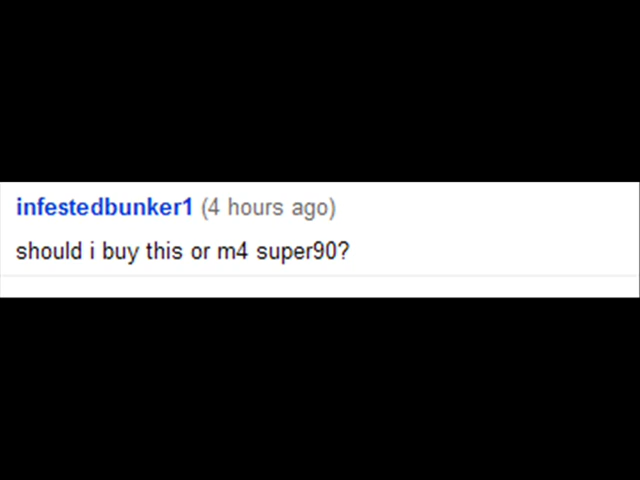 infestedbunker1 (4 hours ago)
should i buy this or m4 super90?